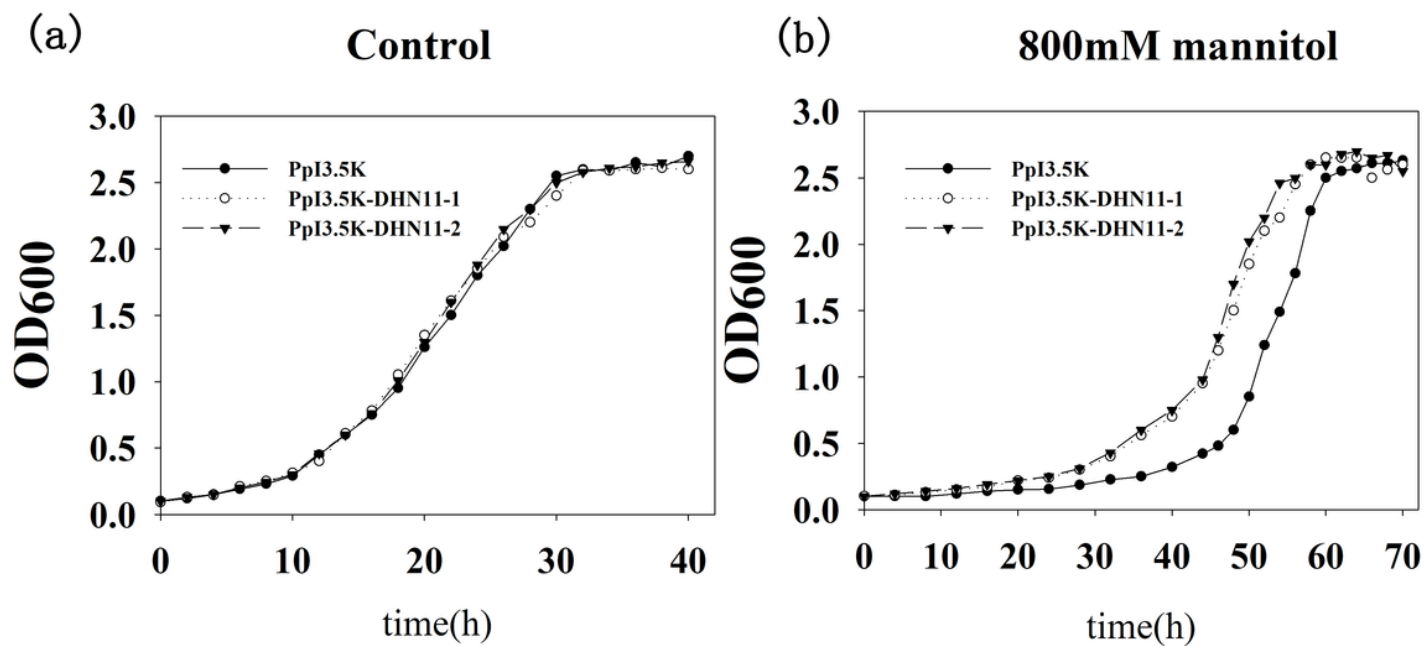 (a)
Control
3.0
2.5
2.0
1.5
1.0
0.5
0.0
OD600
PpI3.5K
PpI3.5K-DHN11-1
PpI3.5K-DHN11-2
0 10 20 30 40
time(h)
(b)
800mM mannitol
3.0
2.5
2.0
1.5
1.0
0.5
0.0
OD600
PpI3.5K
PpI3.5K-DHN11-1
PpI3.5K-DHN11-2
0 10 20 30 40 50 60 70
time(h)